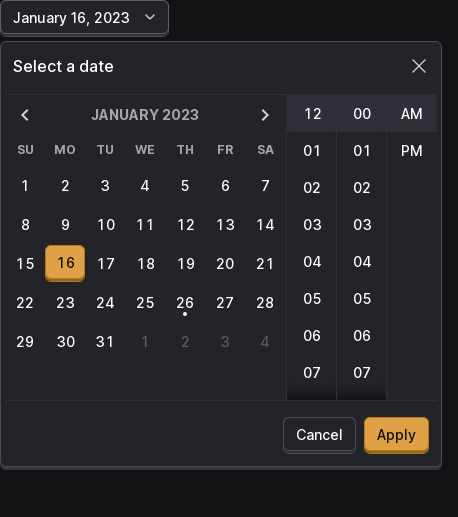 January 16, 2023
Select a date
JANUARY 2023
SU MO TU WE TH FR SA
1 2 3 4 5 6 7
8 9 10 11 12 13 14
15 16 17 18 19 20 21
22 23 24 25 26 27 28
29 30 31 1 2 3 4
12 00 AM
01 01 PM
02 02
03 03
04 04
05 05
06 06
07 07
Cancel Apply